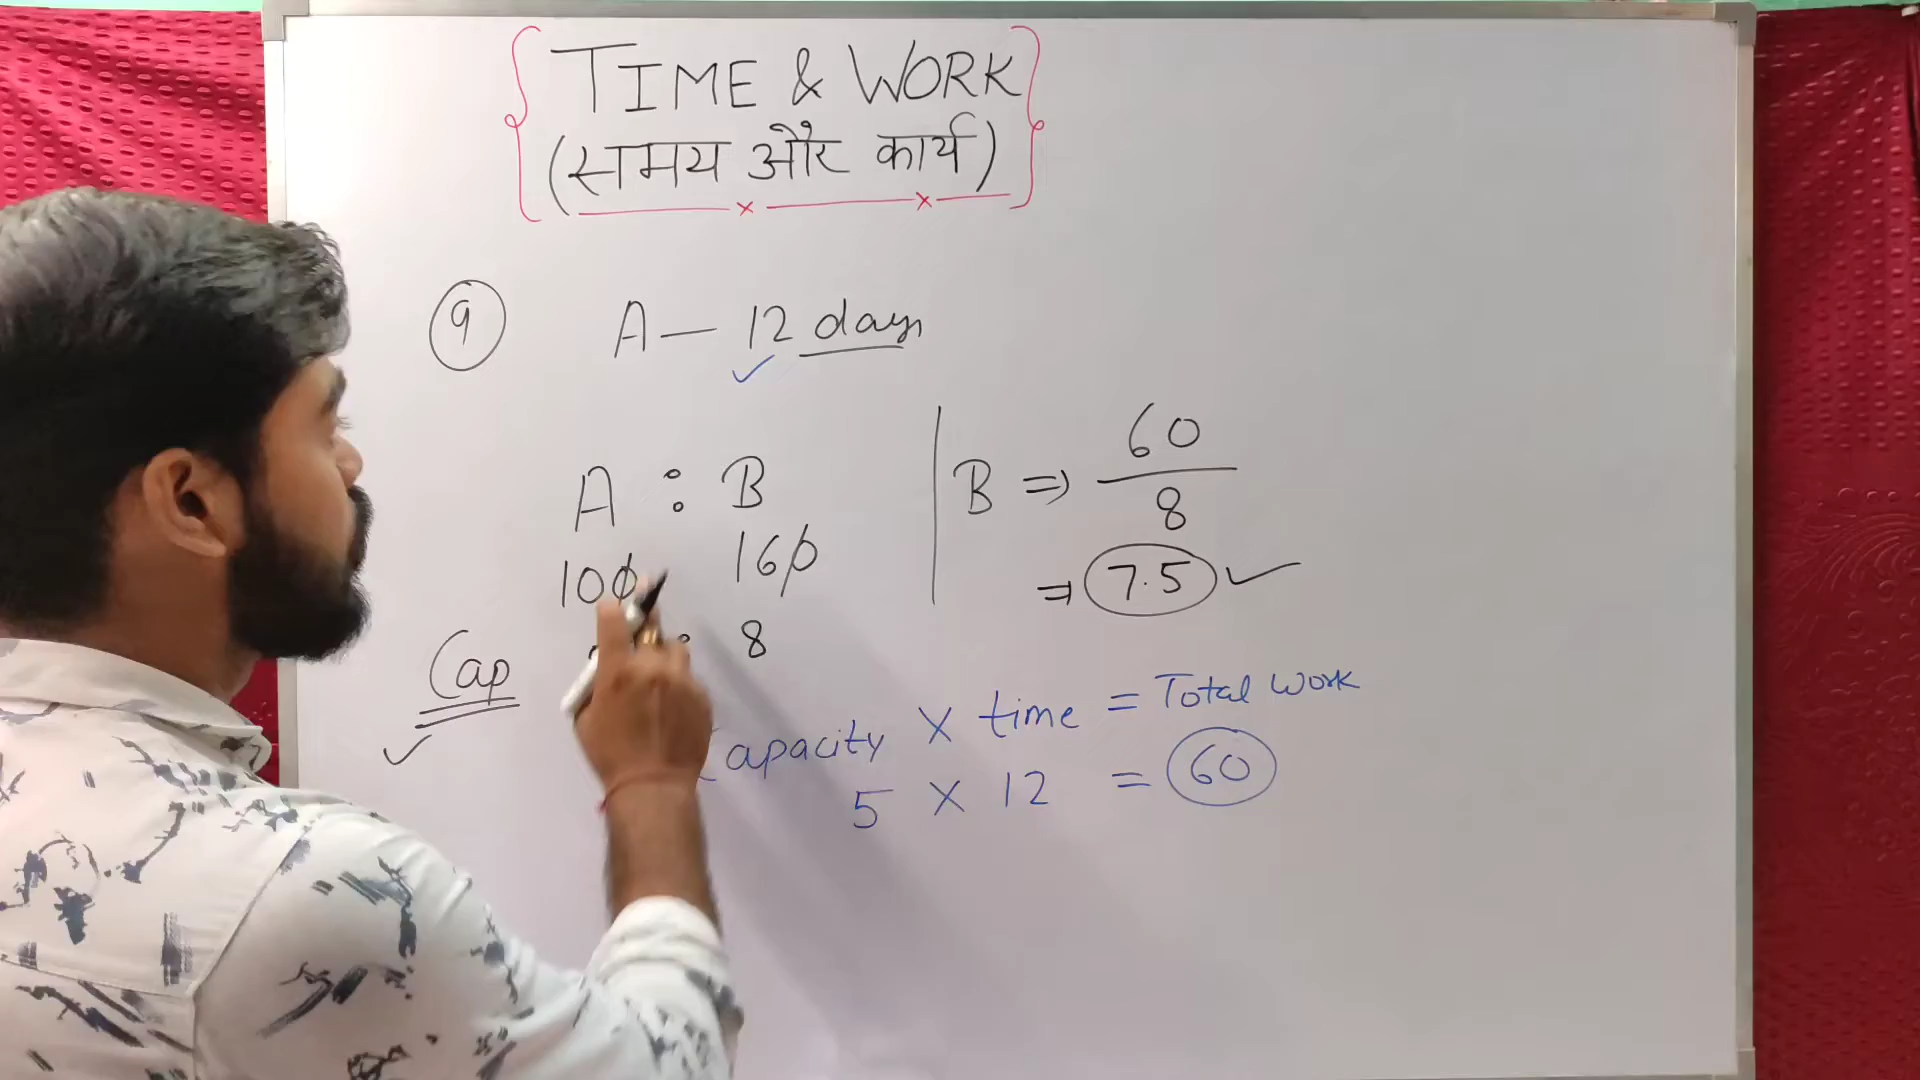 TIME & WORK
(समय और कार्य)
9 A — 12 days
A : B
100 160
: 8
Cap
B ⇒ 60/8
⇒ 7.5 ✓
Capacity × time = Total Work
5 × 12 = 60